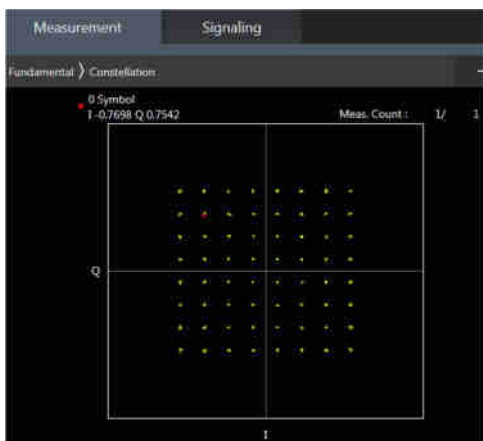 Measurement Signaling
Fundamental ❭ Constellation
0 Symbol
I -0.7698 Q 0.7542 Meas. Count : 1/ 1
Q
I